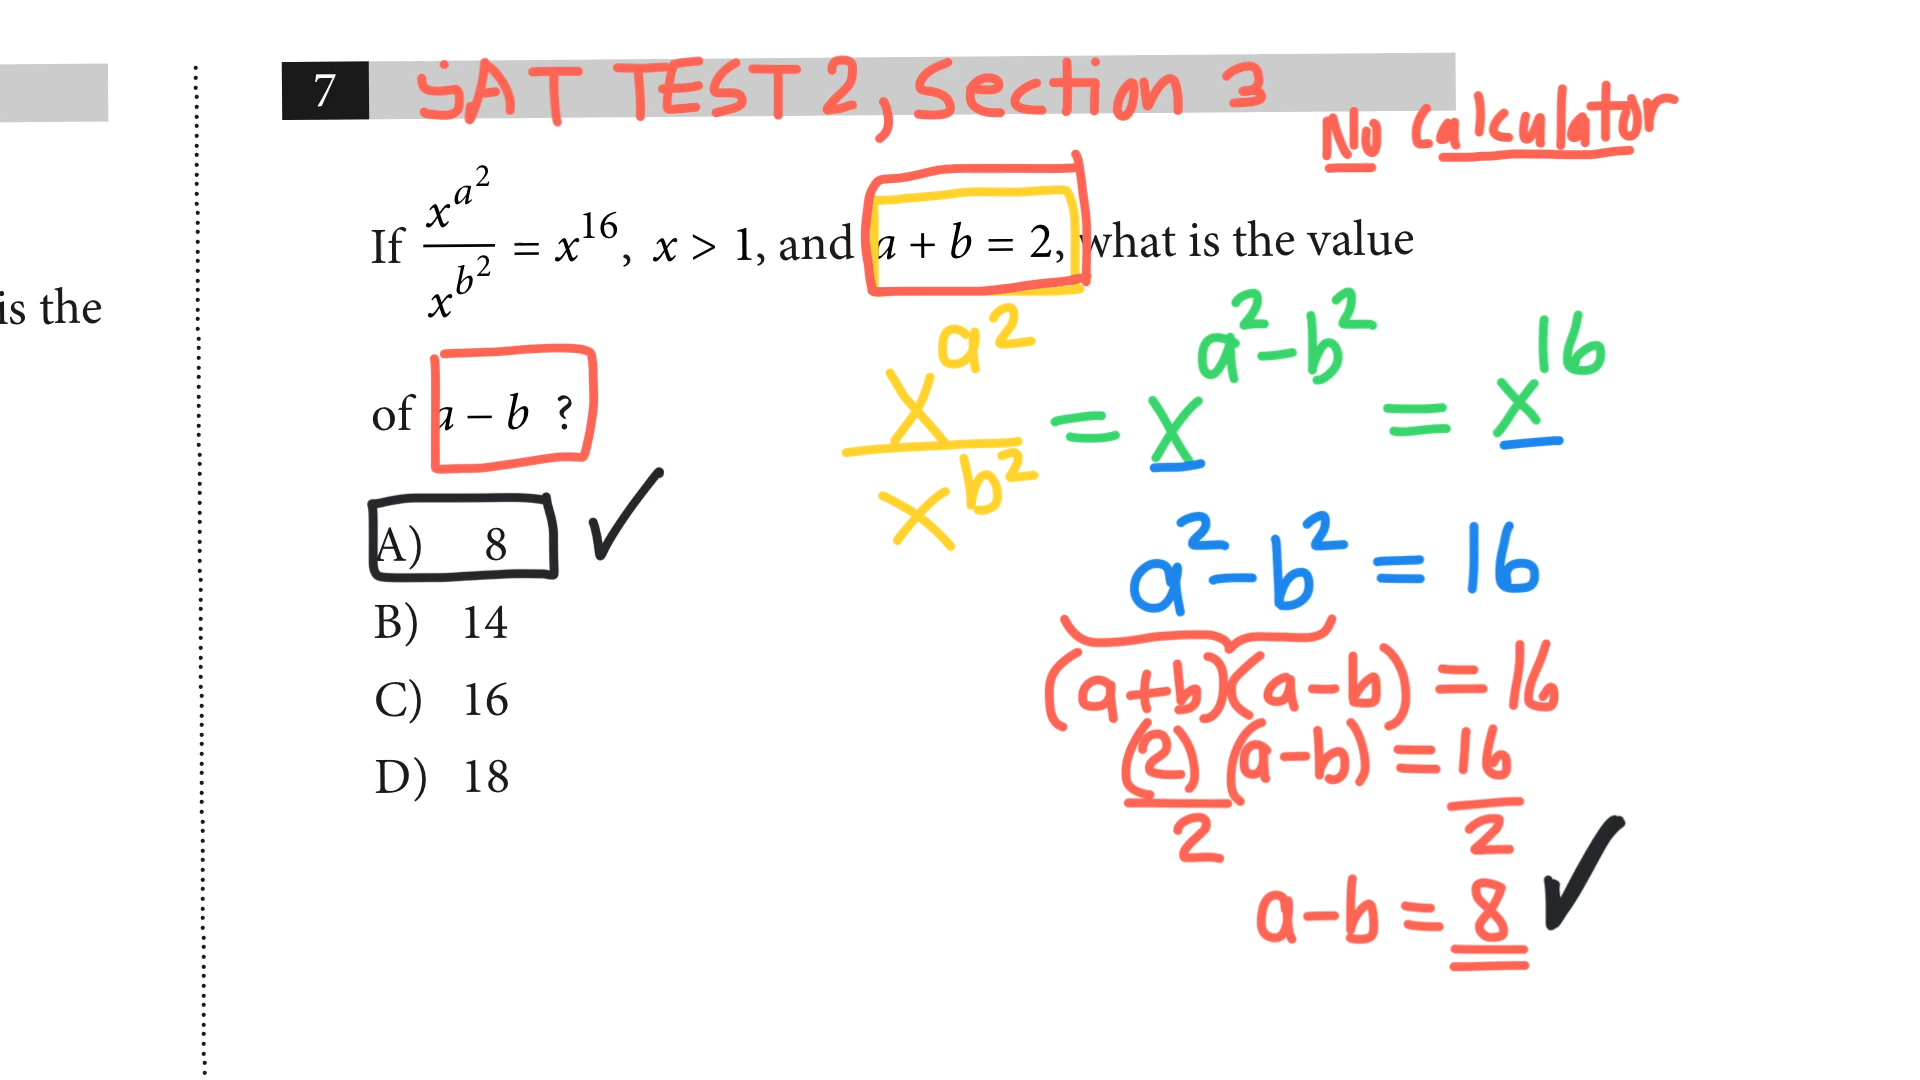 7 SAT TEST 2, Section 3
No Calculator
If x^{a^2}/x^{b^2} = x^{16}, x > 1, and a + b = 2, what is the value
is the
of a − b ?
x^{a^2}/x^{b^2} = x^{a^2-b^2} = x^{16}
A) 8 ✓
B) 14
C) 16
D) 18
a^2 - b^2 = 16
(a+b)(a-b) = 16
(2)(a-b)/2 = 16/2
a-b = 8 ✓